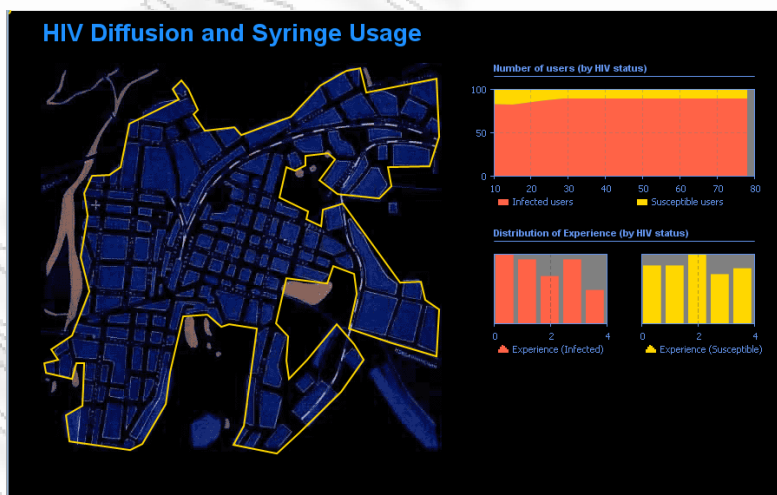 HIV Diffusion and Syringe Usage
Number of users (by HIV status)
100
50
0
10 20 30 40 50 60 70 80
Infected users Susceptible users
Distribution of Experience (by HIV status)
0 2 4 0 2 4
Experience (Infected) Experience (Susceptible)